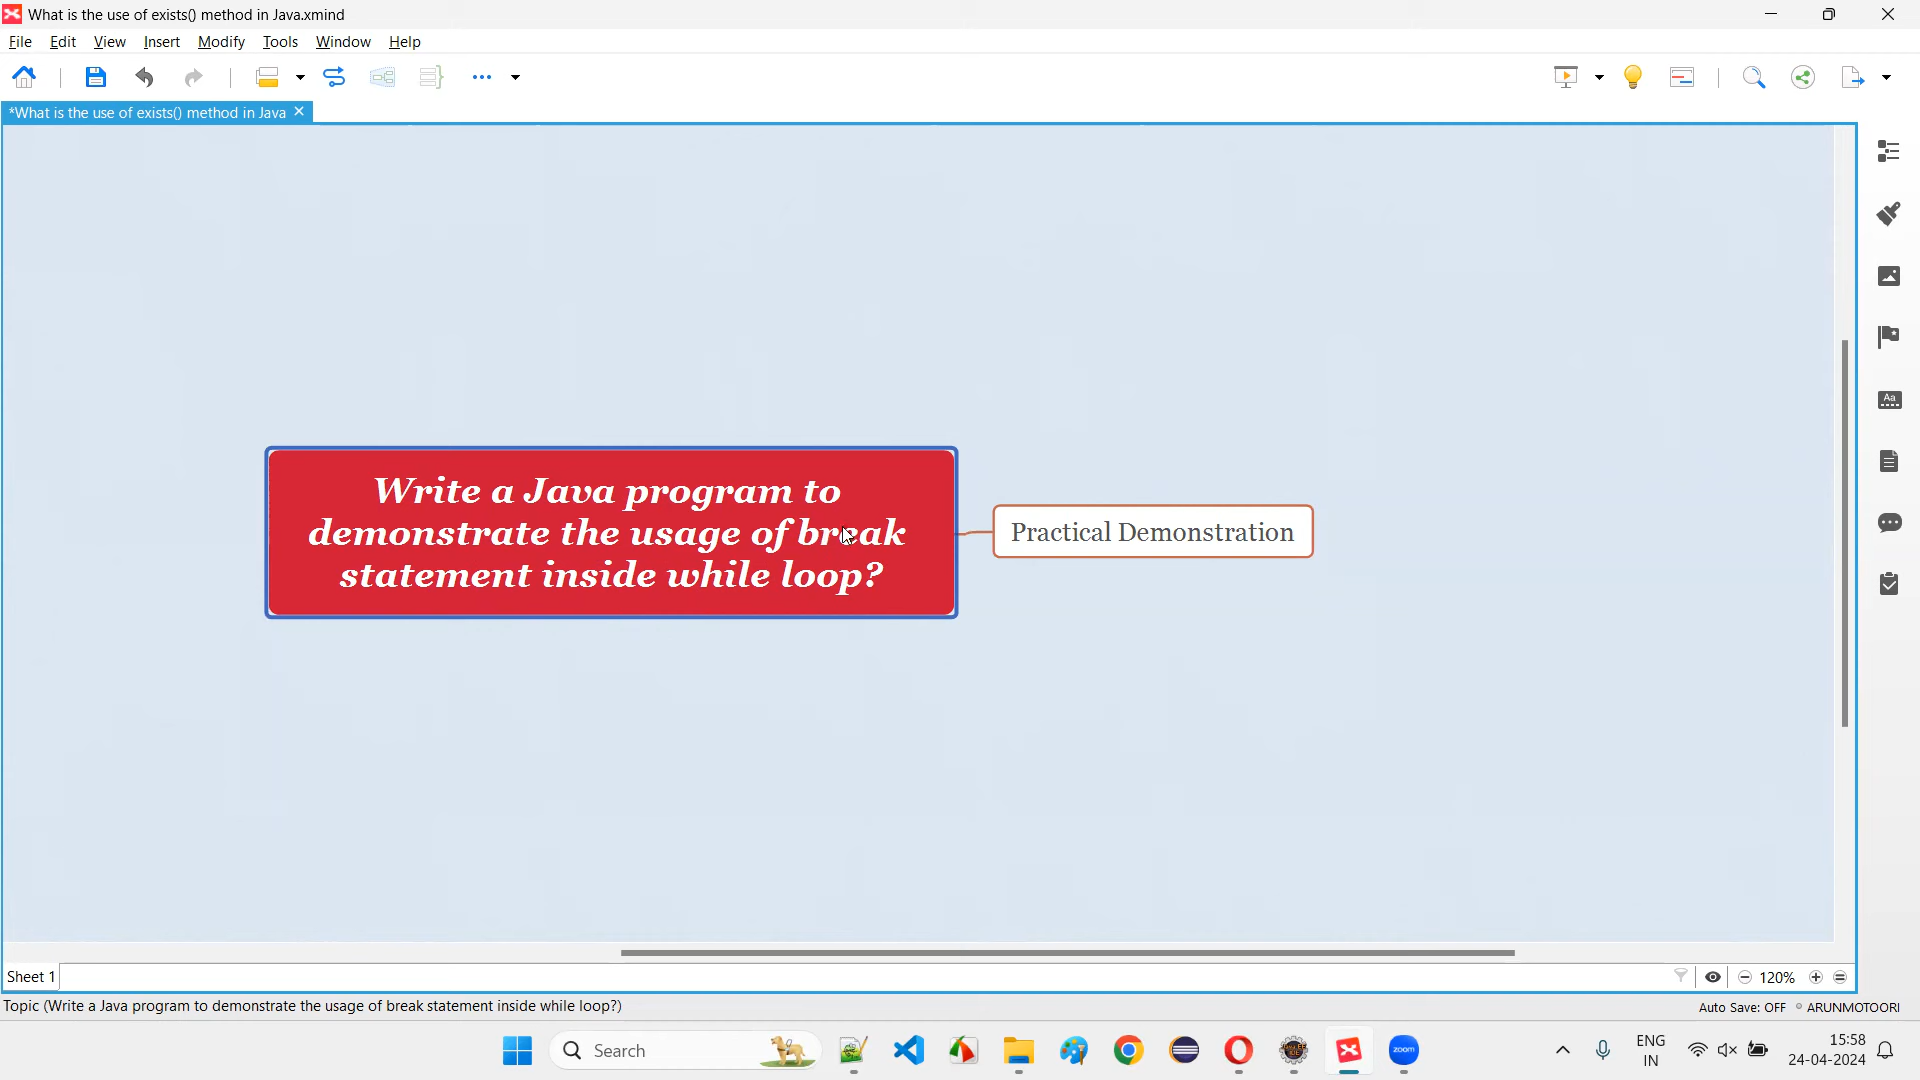 What is the use of exists() method in Java.xmind
File Edit View Insert Modify Tools Window Help
*What is the use of exists() method in Java
Write a Java program to
demonstrate the usage of break
statement inside while loop?
Practical Demonstration
Aa
Sheet 1
120%
Topic (Write a Java program to demonstrate the usage of break statement inside while loop?)
Auto Save: OFF ARUNMOTOORI
Search
zoom
ENG
IN
15:58
24-04-2024